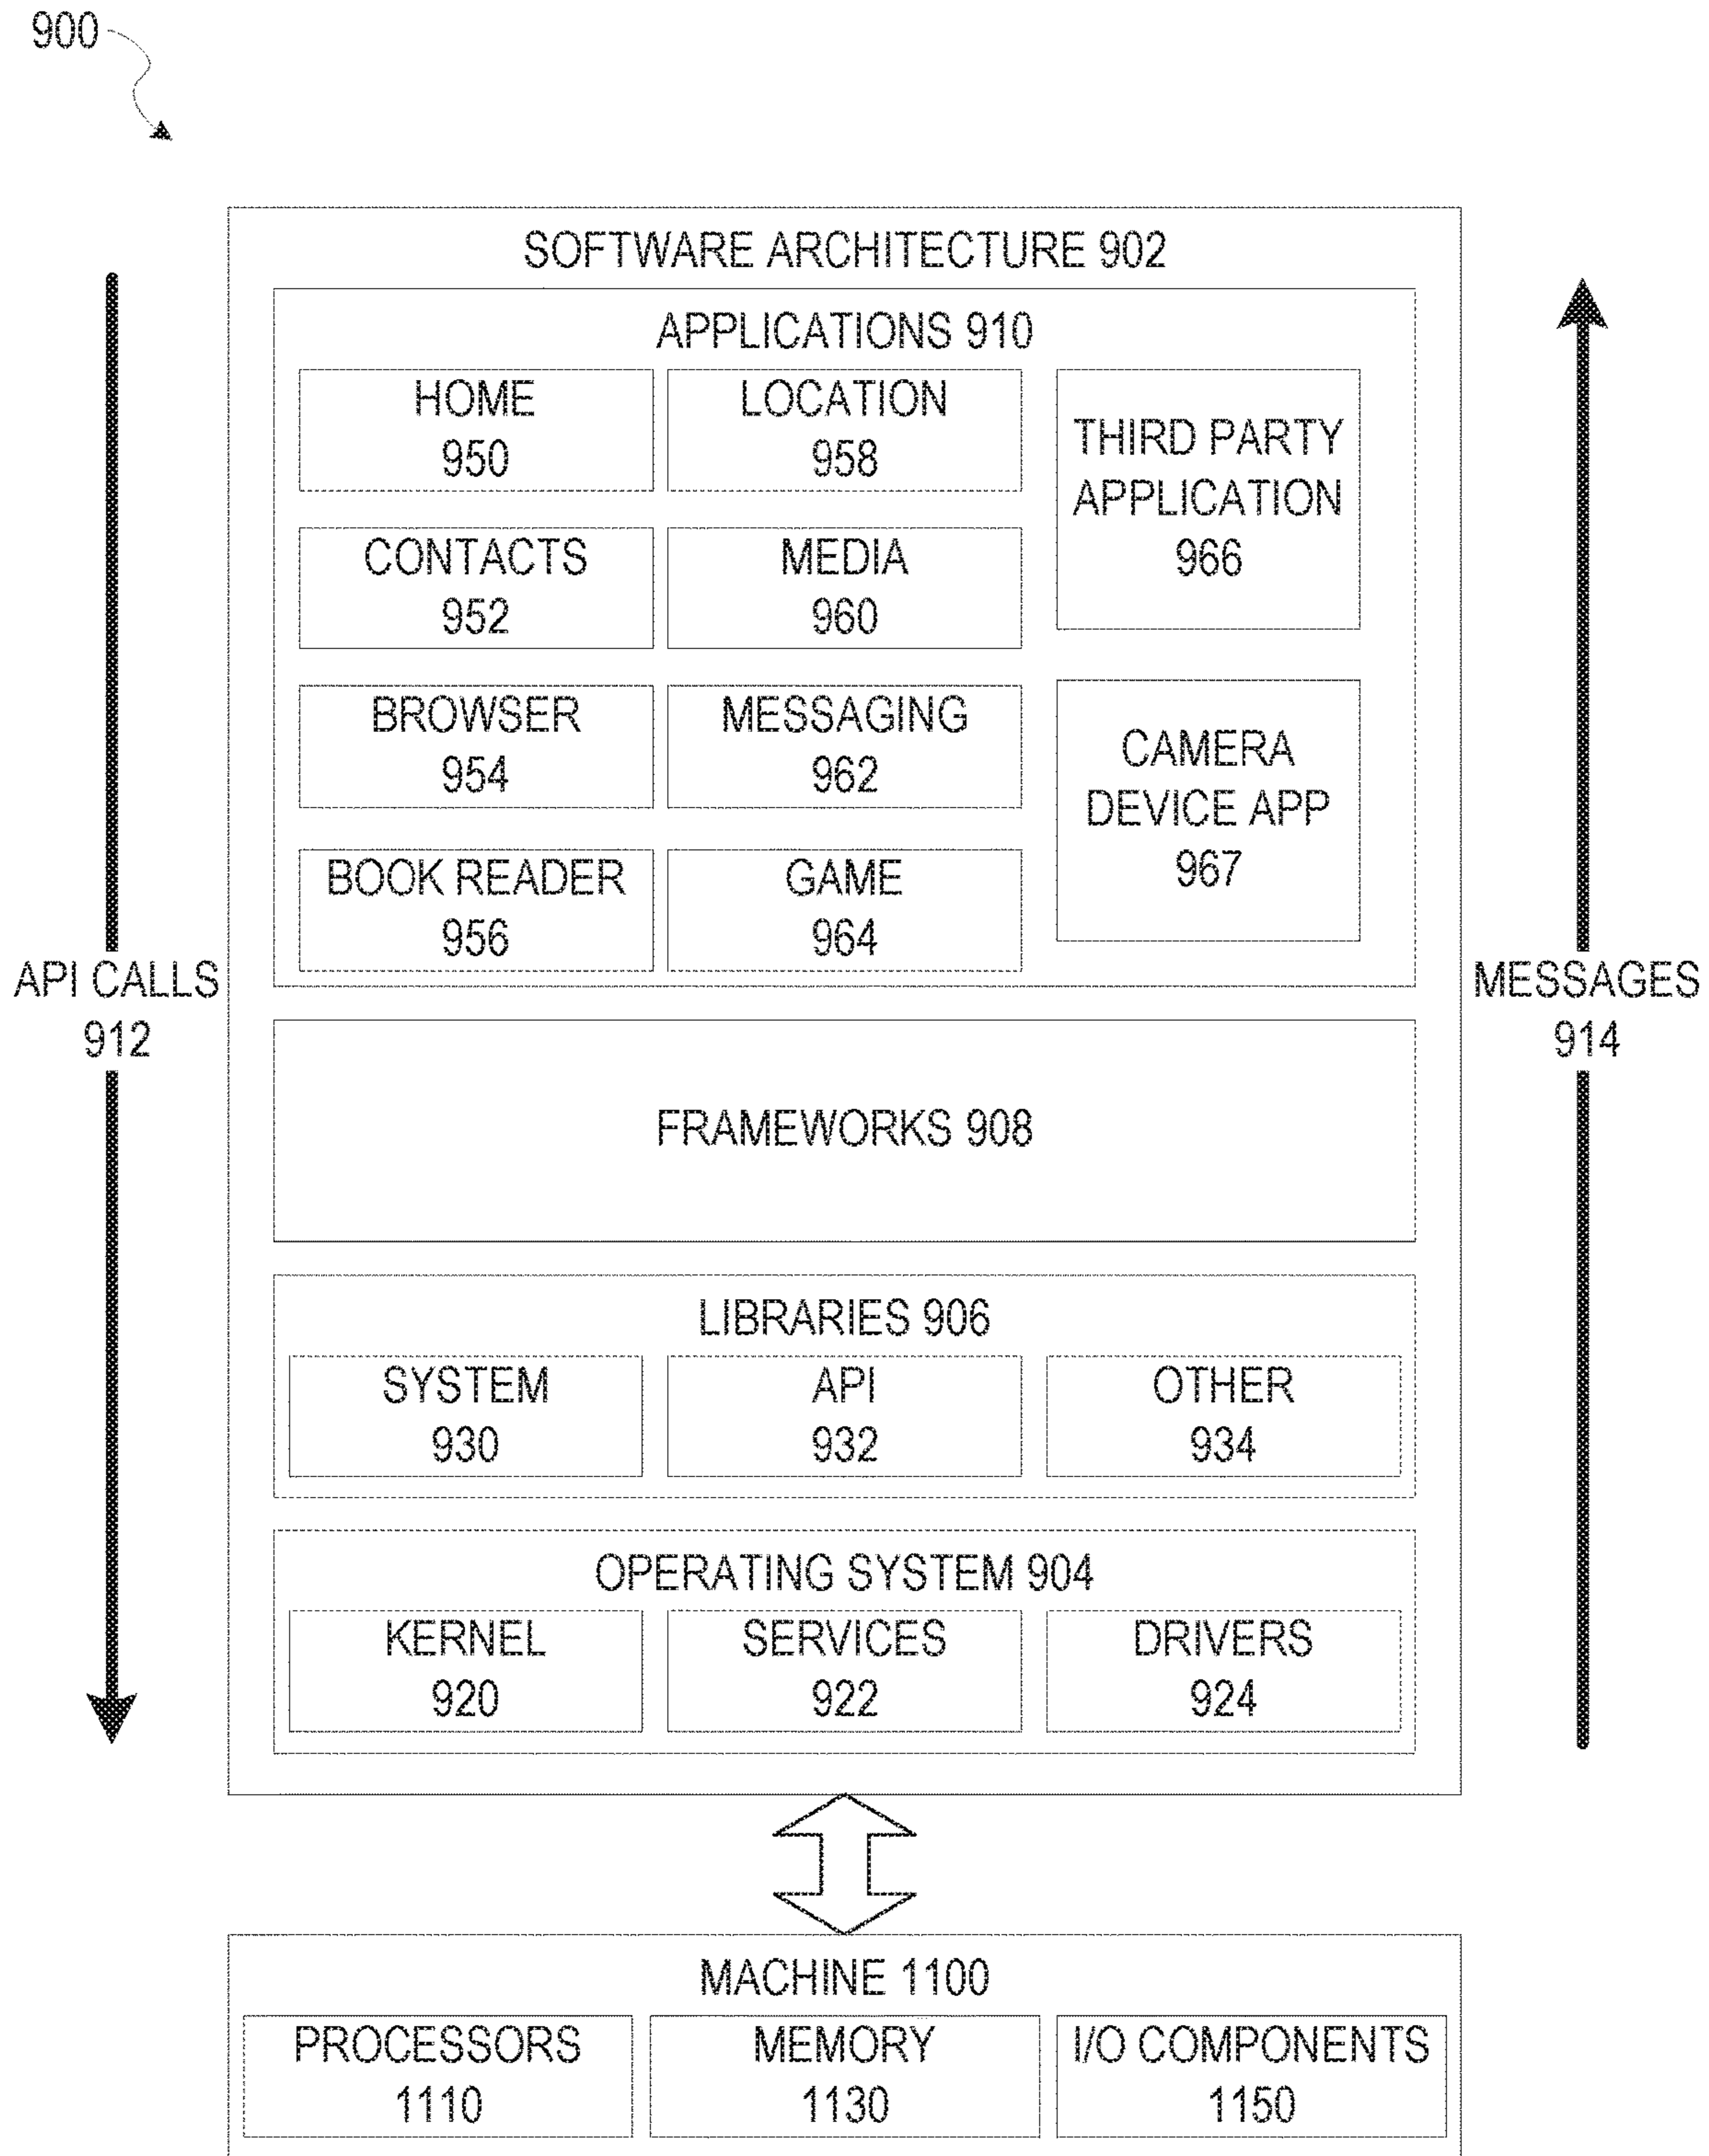 900
SOFTWARE ARCHITECTURE 902
APPLICATIONS 910
HOME
950
LOCATION
958
THIRD PARTY
APPLICATION
966
CONTACTS
952
MEDIA
960
BROWSER
954
MESSAGING
962
CAMERA
DEVICE APP
967
BOOK READER
956
GAME
964
API CALLS
912
MESSAGES
914
FRAMEWORKS 908
LIBRARIES 906
SYSTEM
930
API
932
OTHER
934
OPERATING SYSTEM 904
KERNEL
920
SERVICES
922
DRIVERS
924
MACHINE 1100
PROCESSORS
1110
MEMORY
1130
I/O COMPONENTS
1150